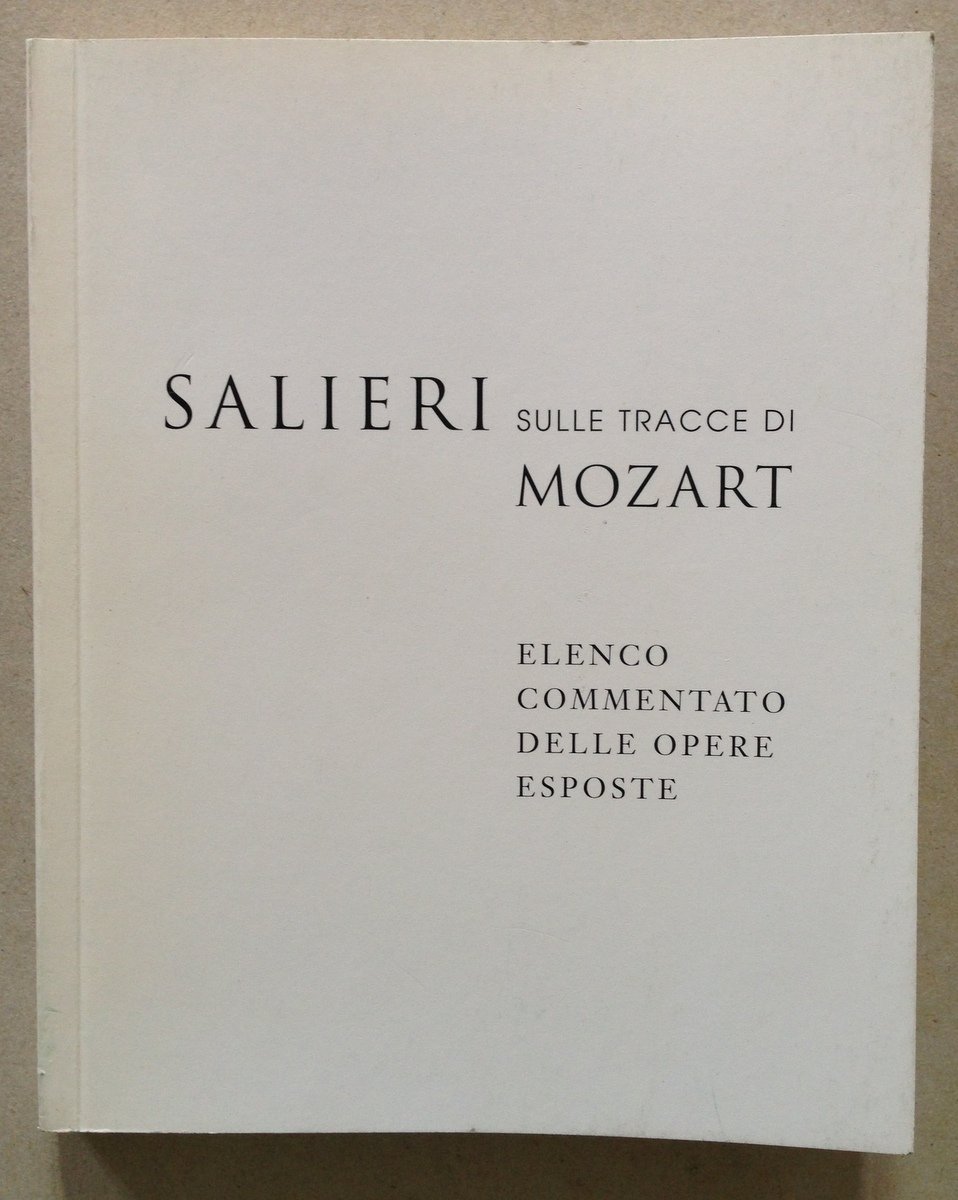 SALIERI SULLE TRACCE DI
MOZART
ELENCO
COMMENTATO
DELLE OPERE
ESPOSTE